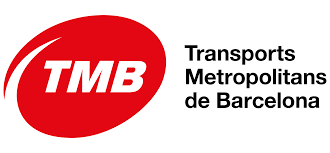 TMB
Transports
Metropolitans
de Barcelona